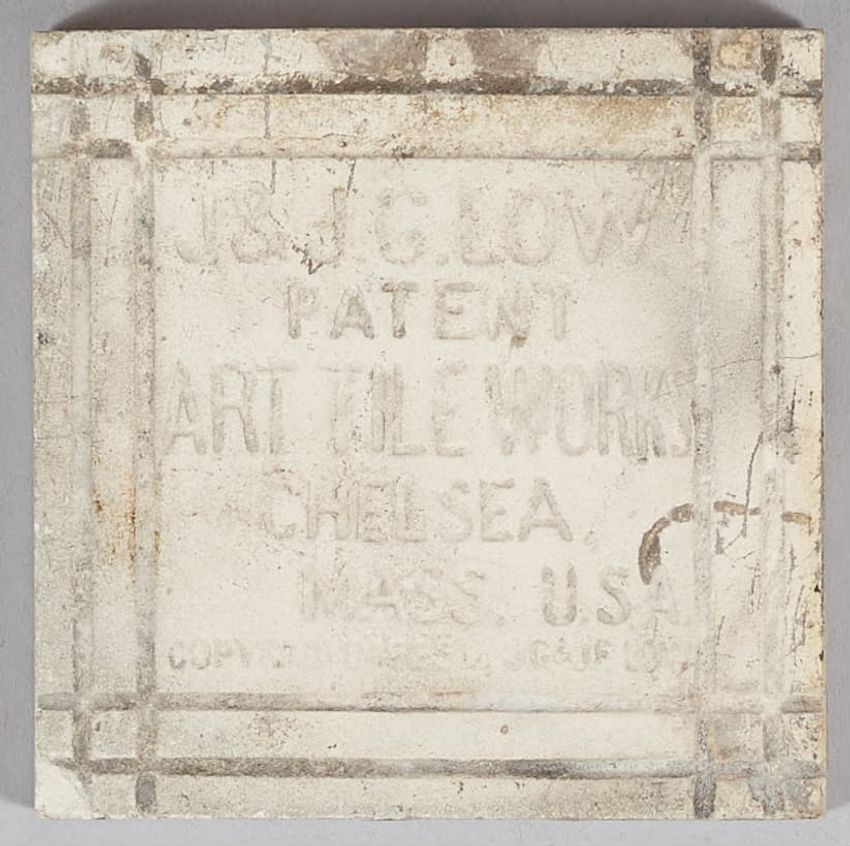 J. & J. G. LOW
PATENT
ART TILE WORKS
CHELSEA,
MASS. U.S.A.